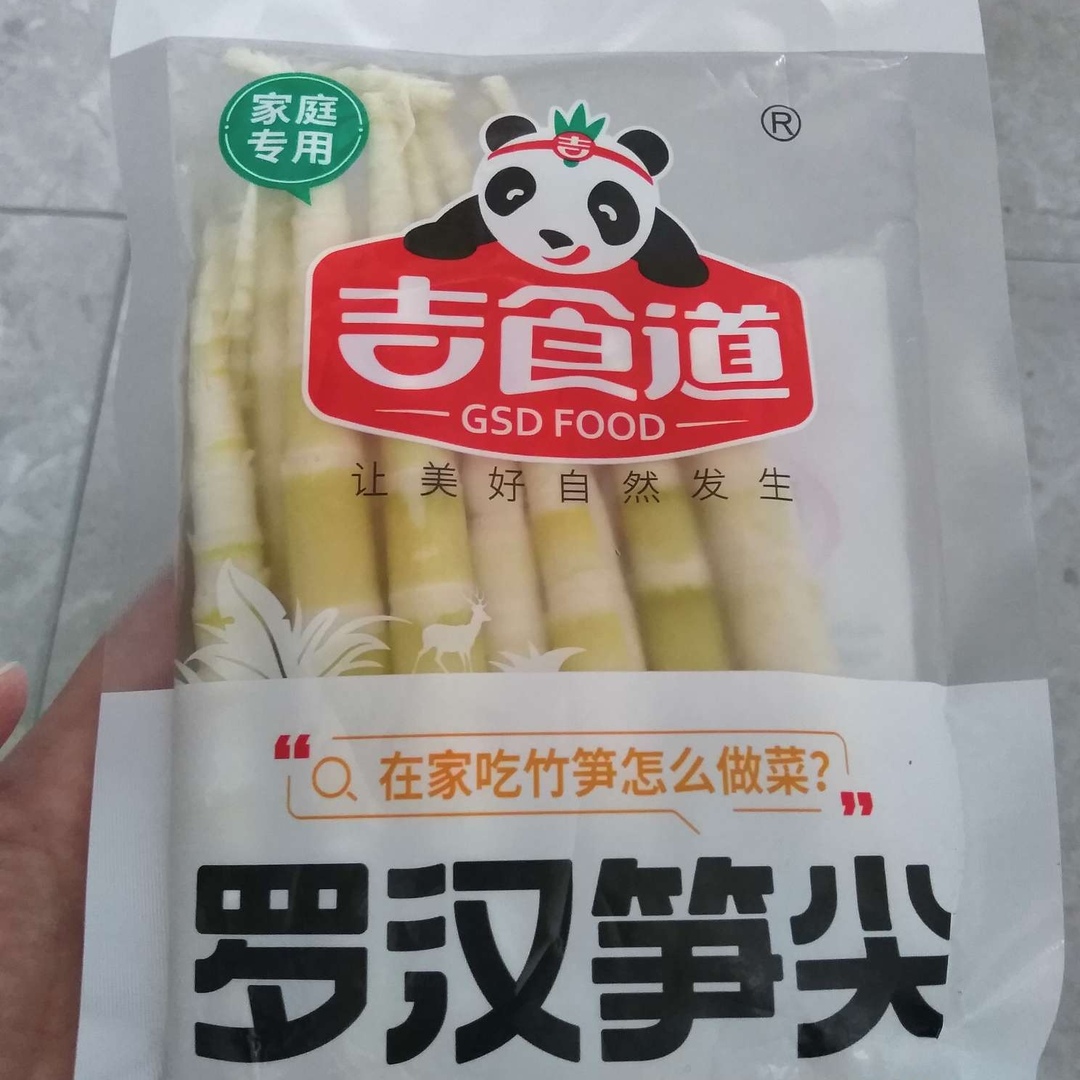 家庭
专用
®
吉
吉食道
GSD FOOD
让美好自然发生
“在家吃竹笋怎么做菜?”
罗汉笋尖